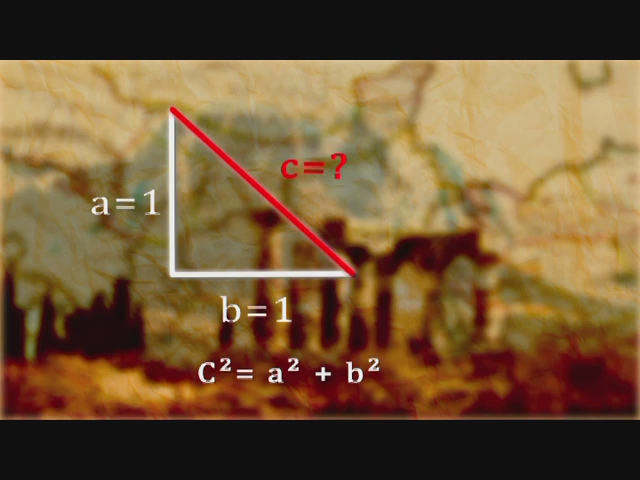 c=?
a=1
b=1
C²= a² + b²